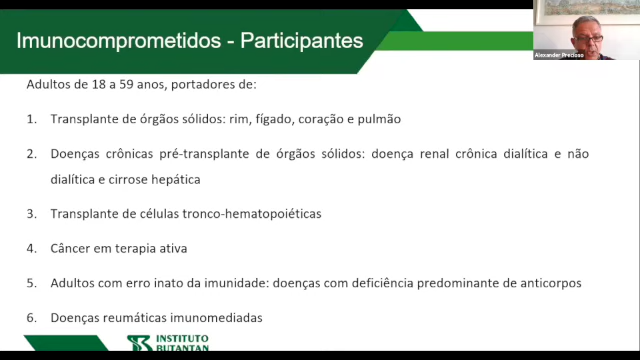 Imunocomprometidos - Participantes
Alexander Precioso
Adultos de 18 a 59 anos, portadores de:
1. Transplante de órgãos sólidos: rim, fígado, coração e pulmão
2. Doenças crônicas pré-transplante de órgãos sólidos: doença renal crônica dialítica e não
dialítica e cirrose hepática
3. Transplante de células tronco-hematopoiéticas
4. Câncer em terapia ativa
5. Adultos com erro inato da imunidade: doenças com deficiência predominante de anticorpos
6. Doenças reumáticas imunomediadas
INSTITUTO
BUTANTAN